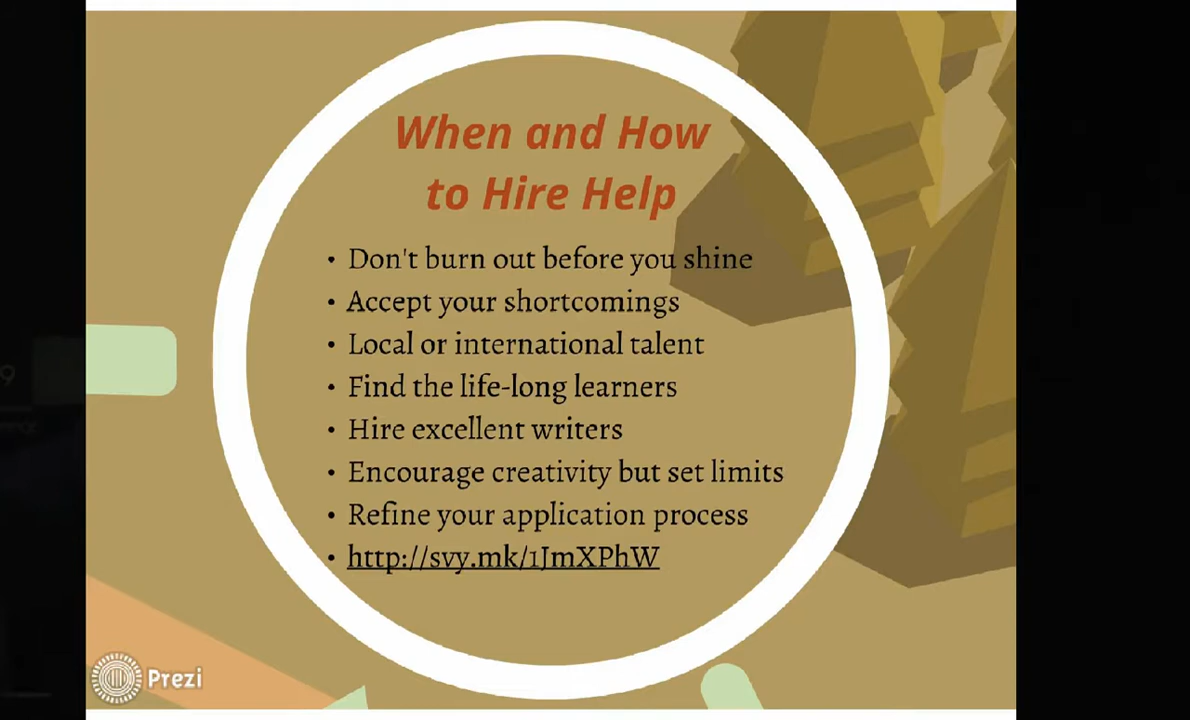 When and How
to Hire Help
• Don't burn out before you shine
• Accept your shortcomings
• Local or international talent
• Find the life-long learners
• Hire excellent writers
• Encourage creativity but set limits
• Refine your application process
• http://svy.mk/1JmXPhW
9
Prezi